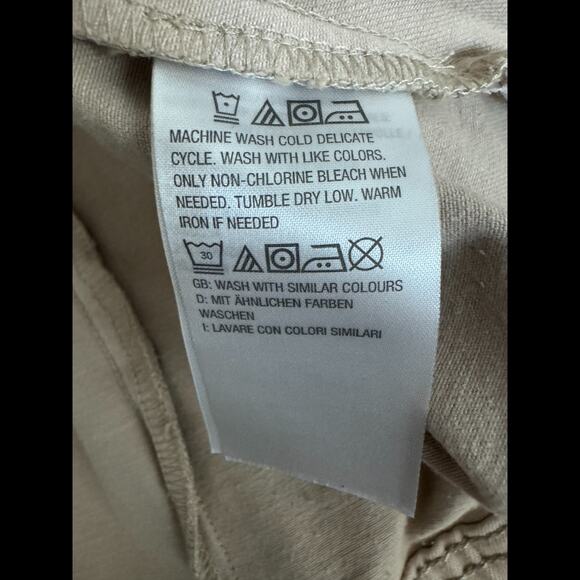 MACHINE WASH COLD DELICATE
CYCLE. WASH WITH LIKE COLORS.
ONLY NON-CHLORINE BLEACH WHEN
NEEDED. TUMBLE DRY LOW. WARM
IRON IF NEEDED
30
GB: WASH WITH SIMILAR COLOURS
D: MIT ÄHNLICHEN FARBEN
WASCHEN
I: LAVARE CON COLORI SIMILARI